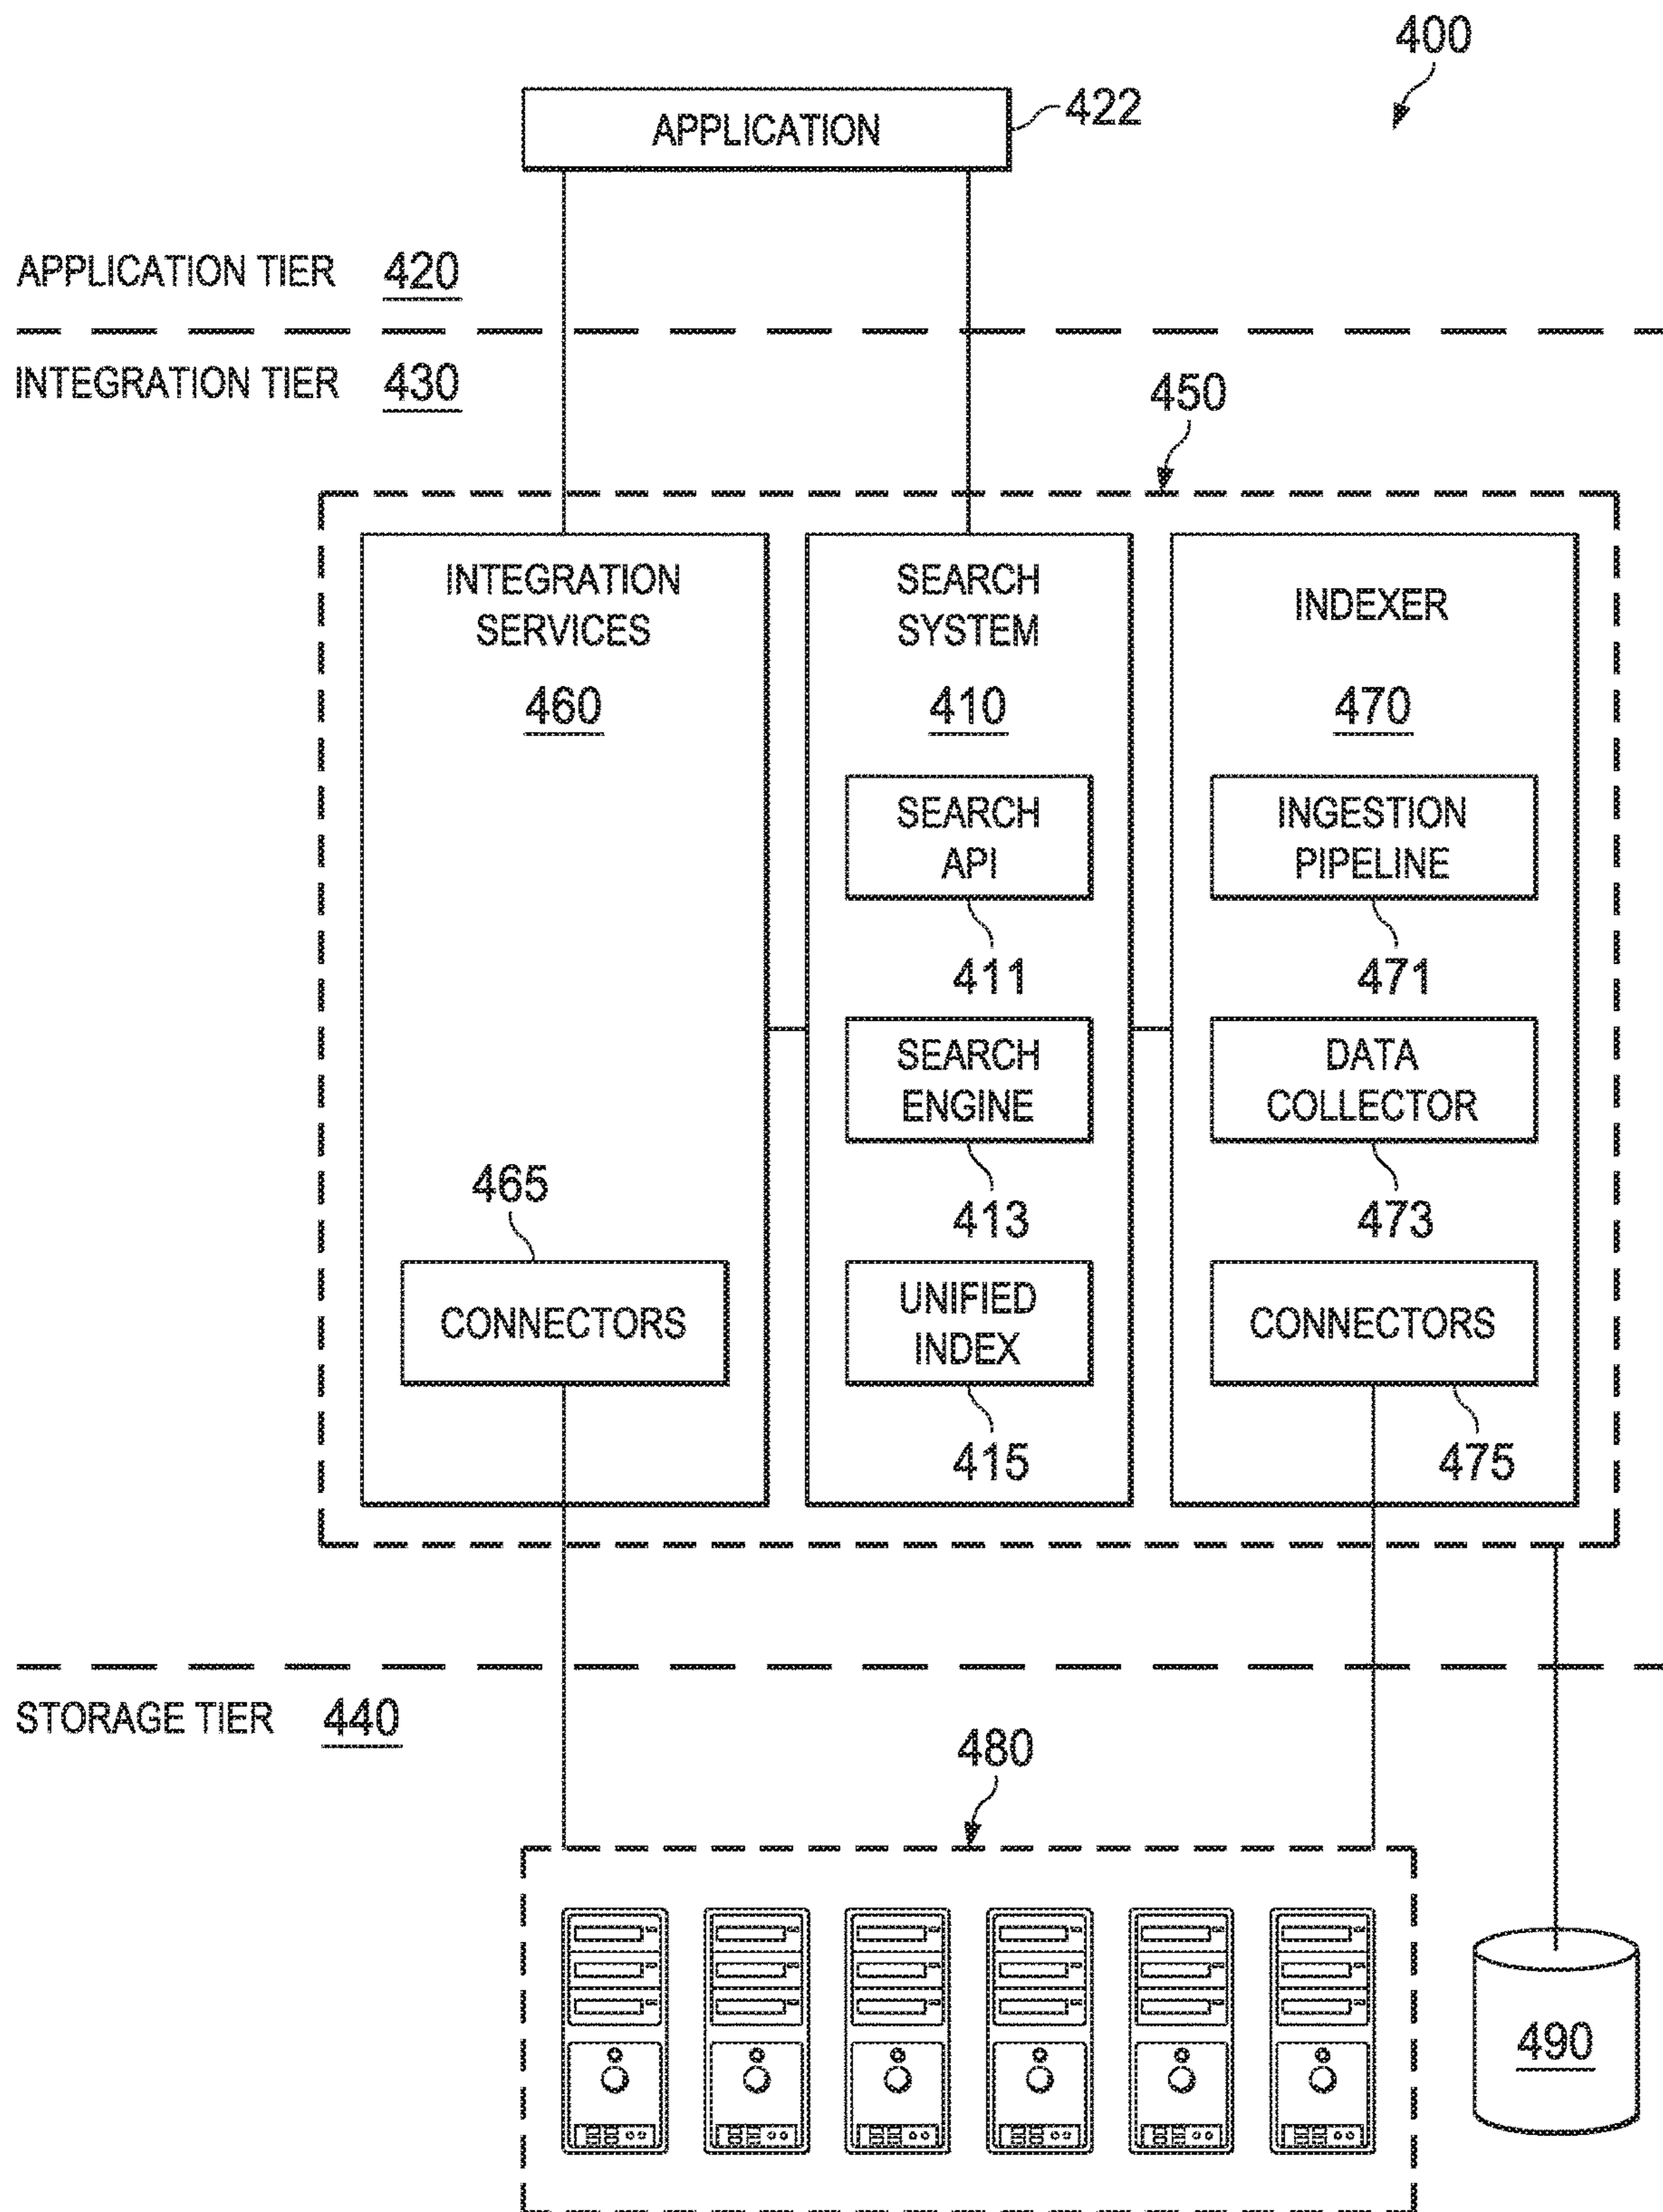 400
APPLICATION
422
APPLICATION TIER 420
INTEGRATION TIER 430
450
INTEGRATION
SERVICES
460
465
CONNECTORS
SEARCH
SYSTEM
410
SEARCH
API
411
SEARCH
ENGINE
413
UNIFIED
INDEX
415
INDEXER
470
INGESTION
PIPELINE
471
DATA
COLLECTOR
473
CONNECTORS
475
STORAGE TIER 440
480
490